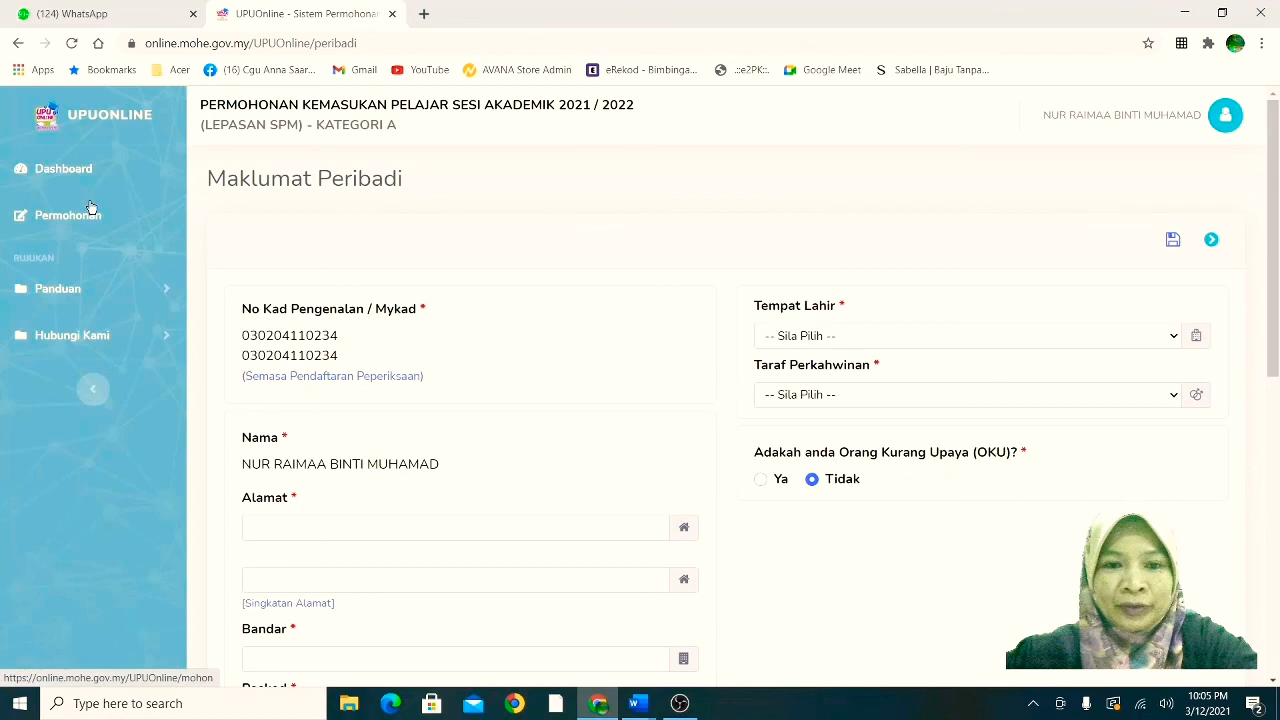 (124) WhatsApp
UPUOnline - Sistem Permohonan
online.mohe.gov.my/UPUOnline/peribadi
Apps
Bookmarks
Acer
(16) Cgu Anna Saar...
Gmail
YouTube
AVANA Store Admin
eRekod - Bimbinga...
.:e2PK::.
Google Meet
Sabella | Baju Tanpa...
UPUONLINE
PERMOHONAN KEMASUKAN PELAJAR SESI AKADEMIK 2021 / 2022
(LEPASAN SPM) - KATEGORI A
NUR RAIMAA BINTI MUHAMAD
Dashboard
Permohonan
RUJUKAN
Panduan
Hubungi Kami
Maklumat Peribadi
No Kad Pengenalan / Mykad *
030204110234
030204110234
(Semasa Pendaftaran Peperiksaan)
Nama *
NUR RAIMAA BINTI MUHAMAD
Alamat *
[Singkatan Alamat]
Bandar *
Tempat Lahir *
-- Sila Pilih --
Taraf Perkahwinan *
-- Sila Pilih --
Adakah anda Orang Kurang Upaya (OKU)? *
Ya
Tidak
https://online.mohe.gov.my/UPUOnline/mohon
Type here to search
10:05 PM
3/12/2021
2